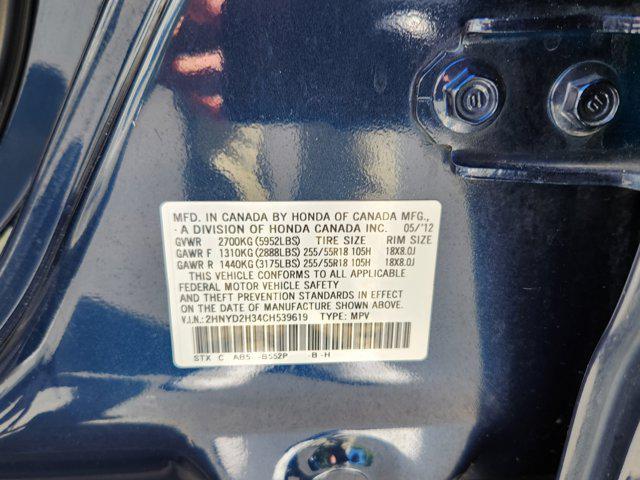 MFD. IN CANADA BY HONDA OF CANADA MFG.,
A DIVISION OF HONDA CANADA INC. 05/'12
GVWR 2700KG (5952LBS) TIRE SIZE RIM SIZE
GAWR F 1310KG (2888LBS) 255/55R18 105H 18X8.0J
GAWR R 1440KG (3175LBS) 255/55R18 105H 18X8.0J
THIS VEHICLE CONFORMS TO ALL APPLICABLE
FEDERAL MOTOR VEHICLE SAFETY
AND THEFT PREVENTION STANDARDS IN EFFECT
ON THE DATE OF MANUFACTURE SHOWN ABOVE.
V.I.N.: 2HNYD2H34CH539619 TYPE: MPV
STX C AB5 -B552P -B-H